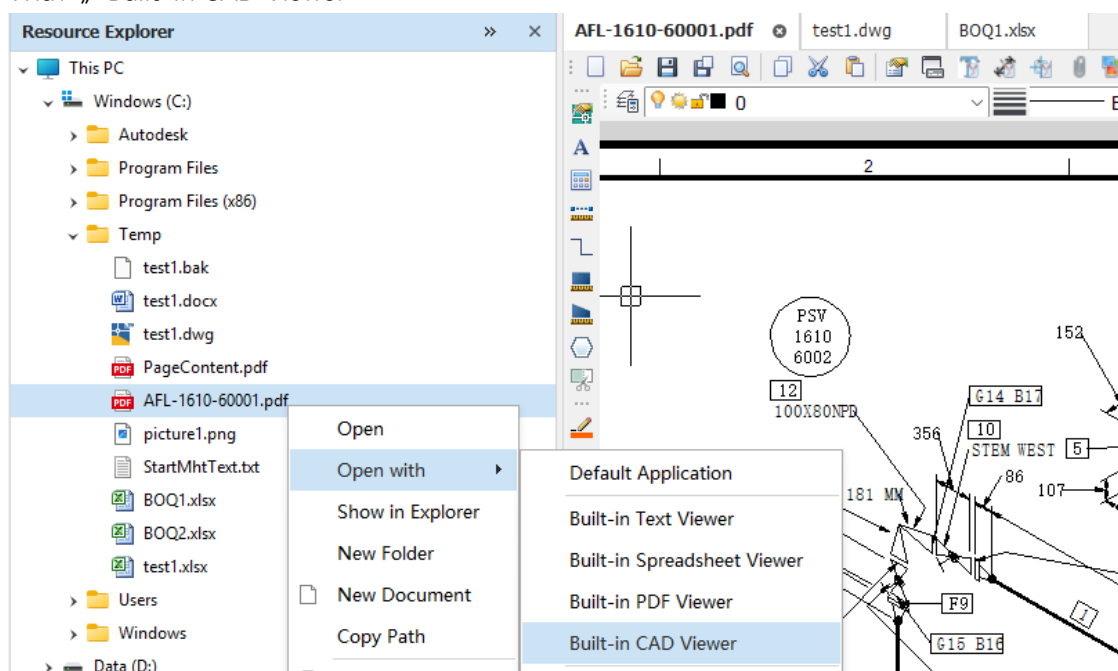 Resource Explorer
This PC
Windows (C:)
Autodesk
Program Files
Program Files (x86)
Temp
test1.bak
test1.docx
test1.dwg
PageContent.pdf
AFL-1610-60001.pdf
picture1.png
StartMhtText.txt
BOQ1.xlsx
BOQ2.xlsx
test1.xlsx
Users
Windows
Data (D:)
Open
Open with
Show in Explorer
New Folder
New Document
Copy Path
Default Application
Built-in Text Viewer
Built-in Spreadsheet Viewer
Built-in PDF Viewer
Built-in CAD Viewer
AFL-1610-60001.pdf test1.dwg BOQ1.xlsx
0
2
PSV
1610
6002
12
100X80NPD
152
G14 B17
356
10
STEM WEST
5
86
107
181 MM
F9
1
G15 B16